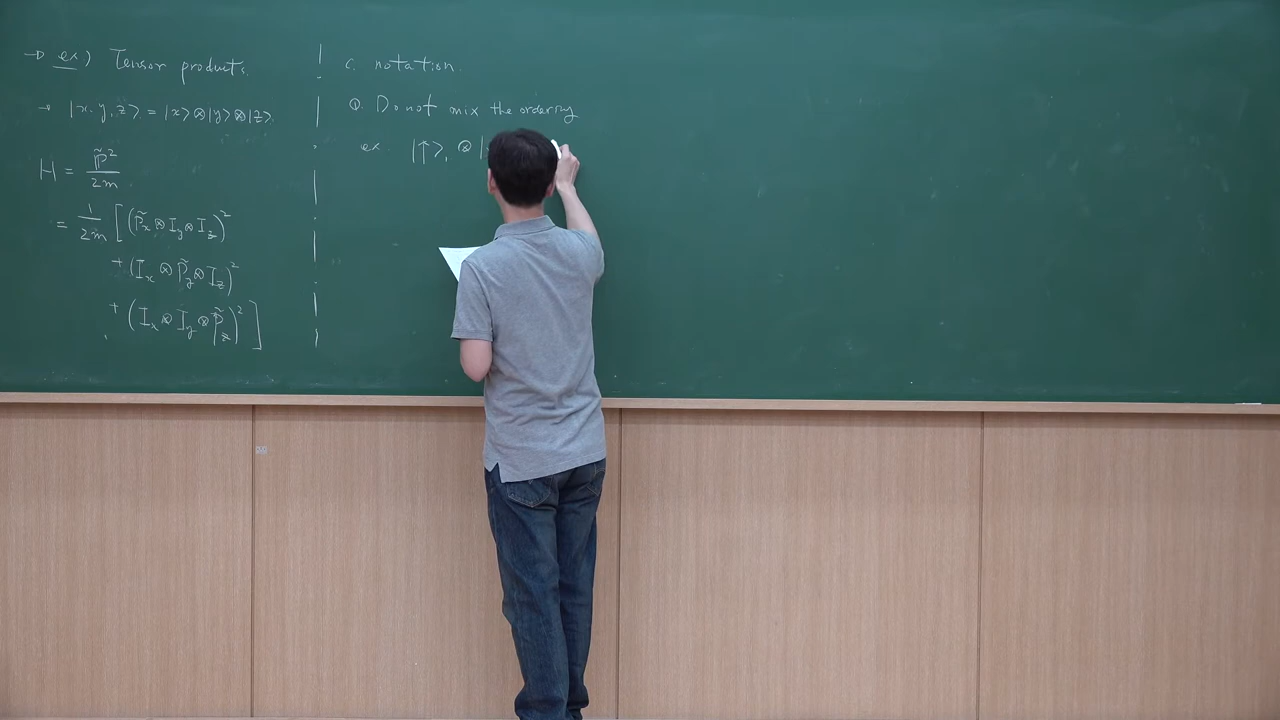 → ex) Tensor products.
→ |x, y, z> = |x>⊗|y>⊗|z>.
H = P̃² / 2m
= 1/2m [(P̃x ⊗ Iy ⊗ Iz)²
+ (Ix ⊗ P̃y ⊗ Iz)²
+ (Ix ⊗ Iy ⊗ P̃z)²]
c. notation.
Do not mix the ordering
ex. |↑>₁ ⊗ |